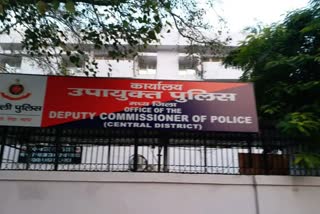 कार्यालय
उपायुक्त पुलिस
मध्य जिला
OFFICE OF THE
DEPUTY COMMISSIONER OF POLICE
(CENTRAL DISTRICT)
पुलिस